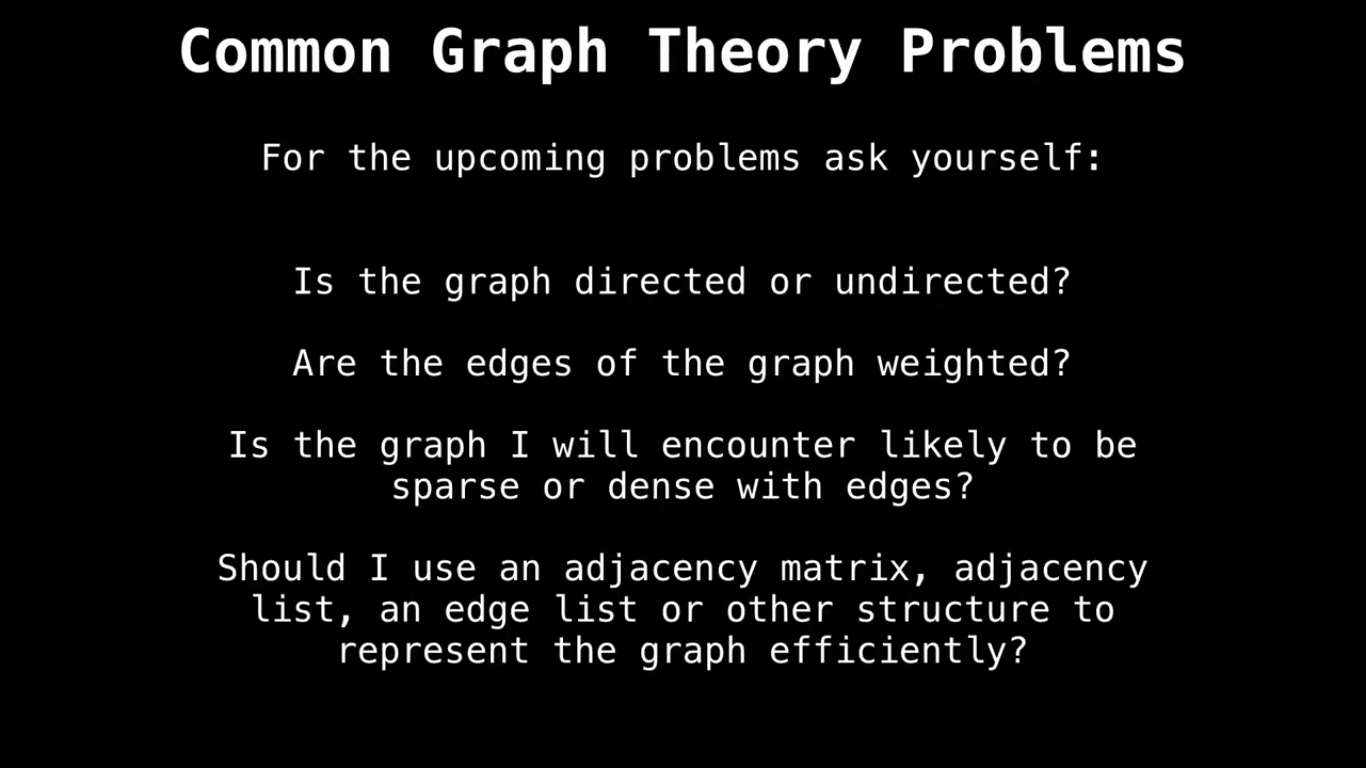 Common Graph Theory Problems
For the upcoming problems ask yourself:
Is the graph directed or undirected?
Are the edges of the graph weighted?
Is the graph I will encounter likely to be
sparse or dense with edges?
Should I use an adjacency matrix, adjacency
list, an edge list or other structure to
represent the graph efficiently?